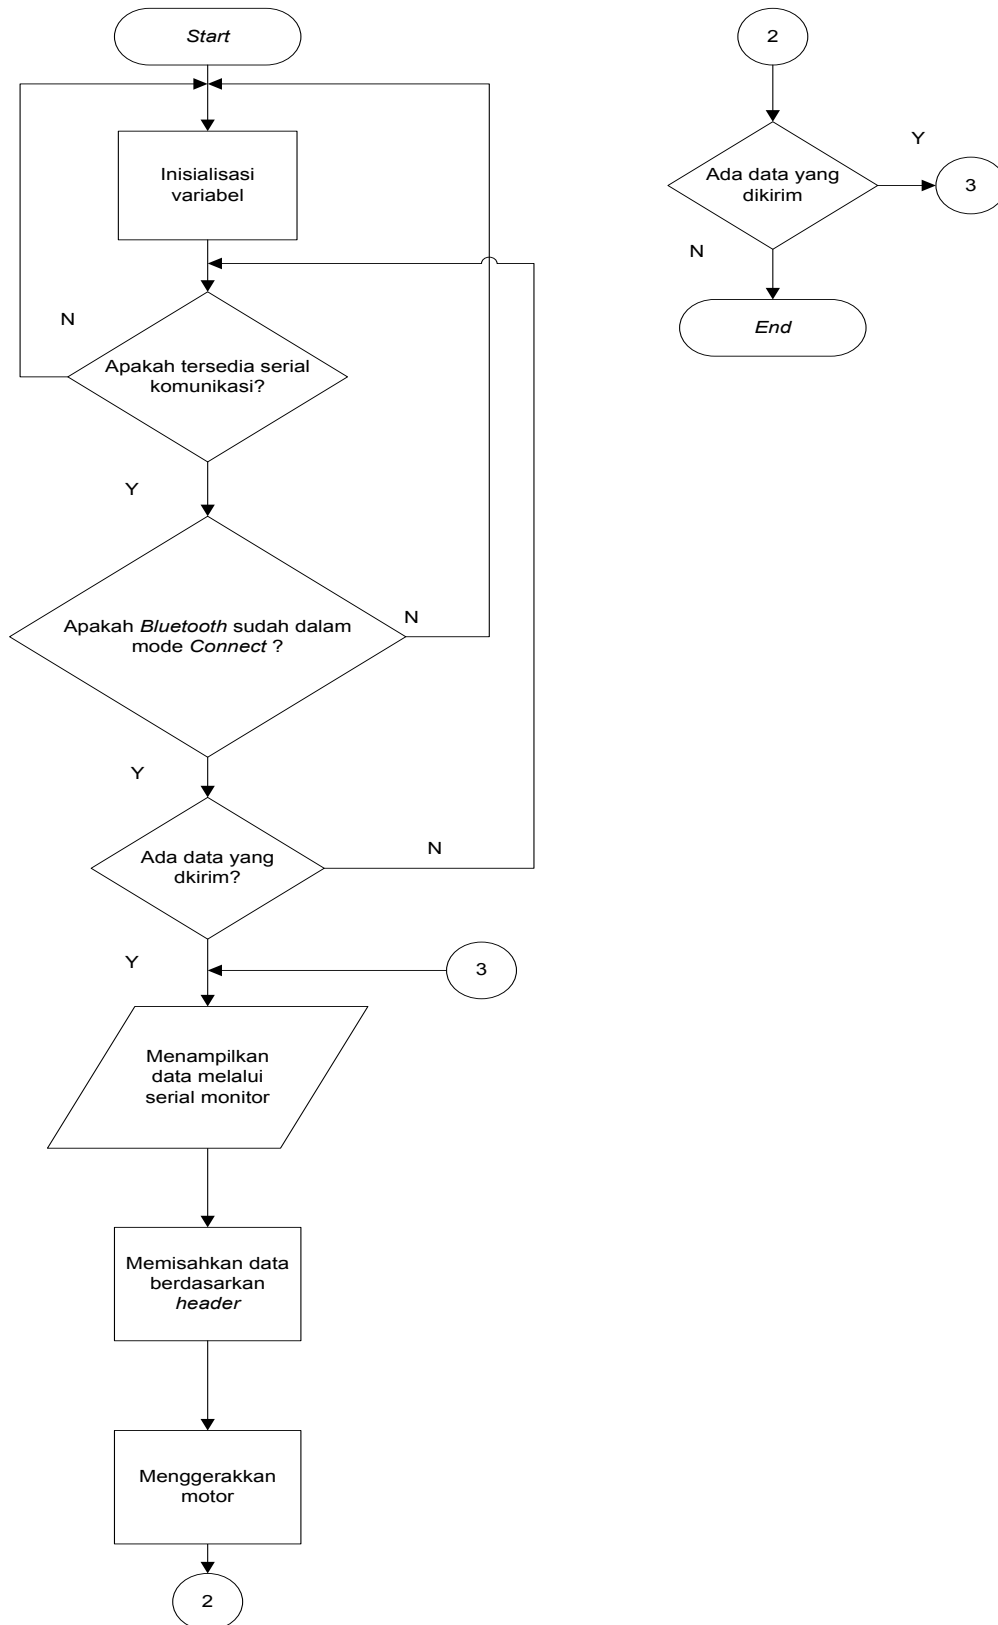 Start
Inisialisasi
variabel
N
Apakah tersedia serial
komunikasi?
Y
Apakah Bluetooth sudah dalam
mode Connect ?
N
Y
Ada data yang
dkirim?
N
Y
3
Menampilkan
data melalui
serial monitor
Memisahkan data
berdasarkan
header
Menggerakkan
motor
2
2
Ada data yang
dikirim
Y
3
N
End